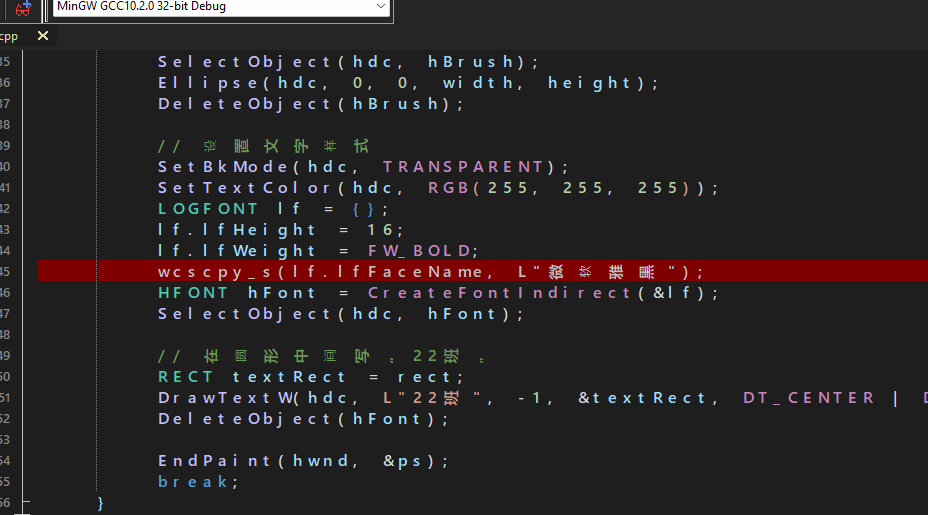 MinGW GCC10.2.0 32-bit Debug
cpp
35 SelectObject(hdc, hBrush);
36 Ellipse(hdc, 0, 0, width, height);
37 DeleteObject(hBrush);
38
39 // 设置文字样式
40 SetBkMode(hdc, TRANSPARENT);
41 SetTextColor(hdc, RGB(255, 255, 255));
42 LOGFONT lf = {};
43 lf.lfHeight = 16;
44 lf.lfWeight = FW_BOLD;
45 wcscpy_s(lf.lfFaceName, L"微软雅黑");
46 HFONT hFont = CreateFontIndirect(&lf);
47 SelectObject(hdc, hFont);
48
49 // 在圆形中间写“22班”
50 RECT textRect = rect;
51 DrawTextW(hdc, L"22班", -1, &textRect, DT_CENTER |
52 DeleteObject(hFont);
53
54 EndPaint(hwnd, &ps);
55 break;
56 }